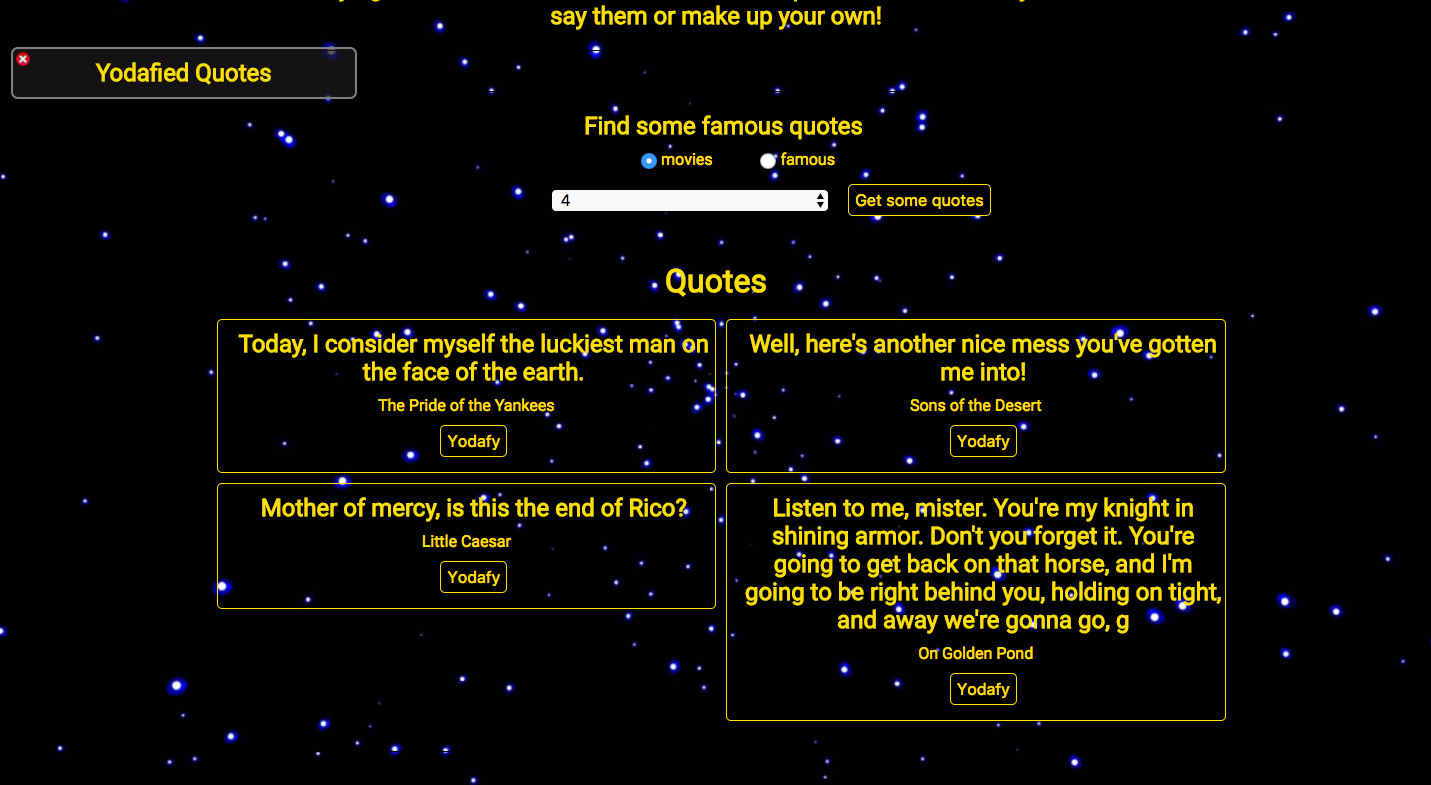 say them or make up your own!
Yodafied Quotes
Find some famous quotes
movies
famous
4
Get some quotes
Quotes
Today, I consider myself the luckiest man on
the face of the earth.
The Pride of the Yankees
Yodafy
Well, here's another nice mess you've gotten
me into!
Sons of the Desert
Yodafy
Mother of mercy, is this the end of Rico?
Little Caesar
Yodafy
Listen to me, mister. You're my knight in
shining armor. Don't you forget it. You're
going to get back on that horse, and I'm
going to be right behind you, holding on tight,
and away we're gonna go, g
On Golden Pond
Yodafy